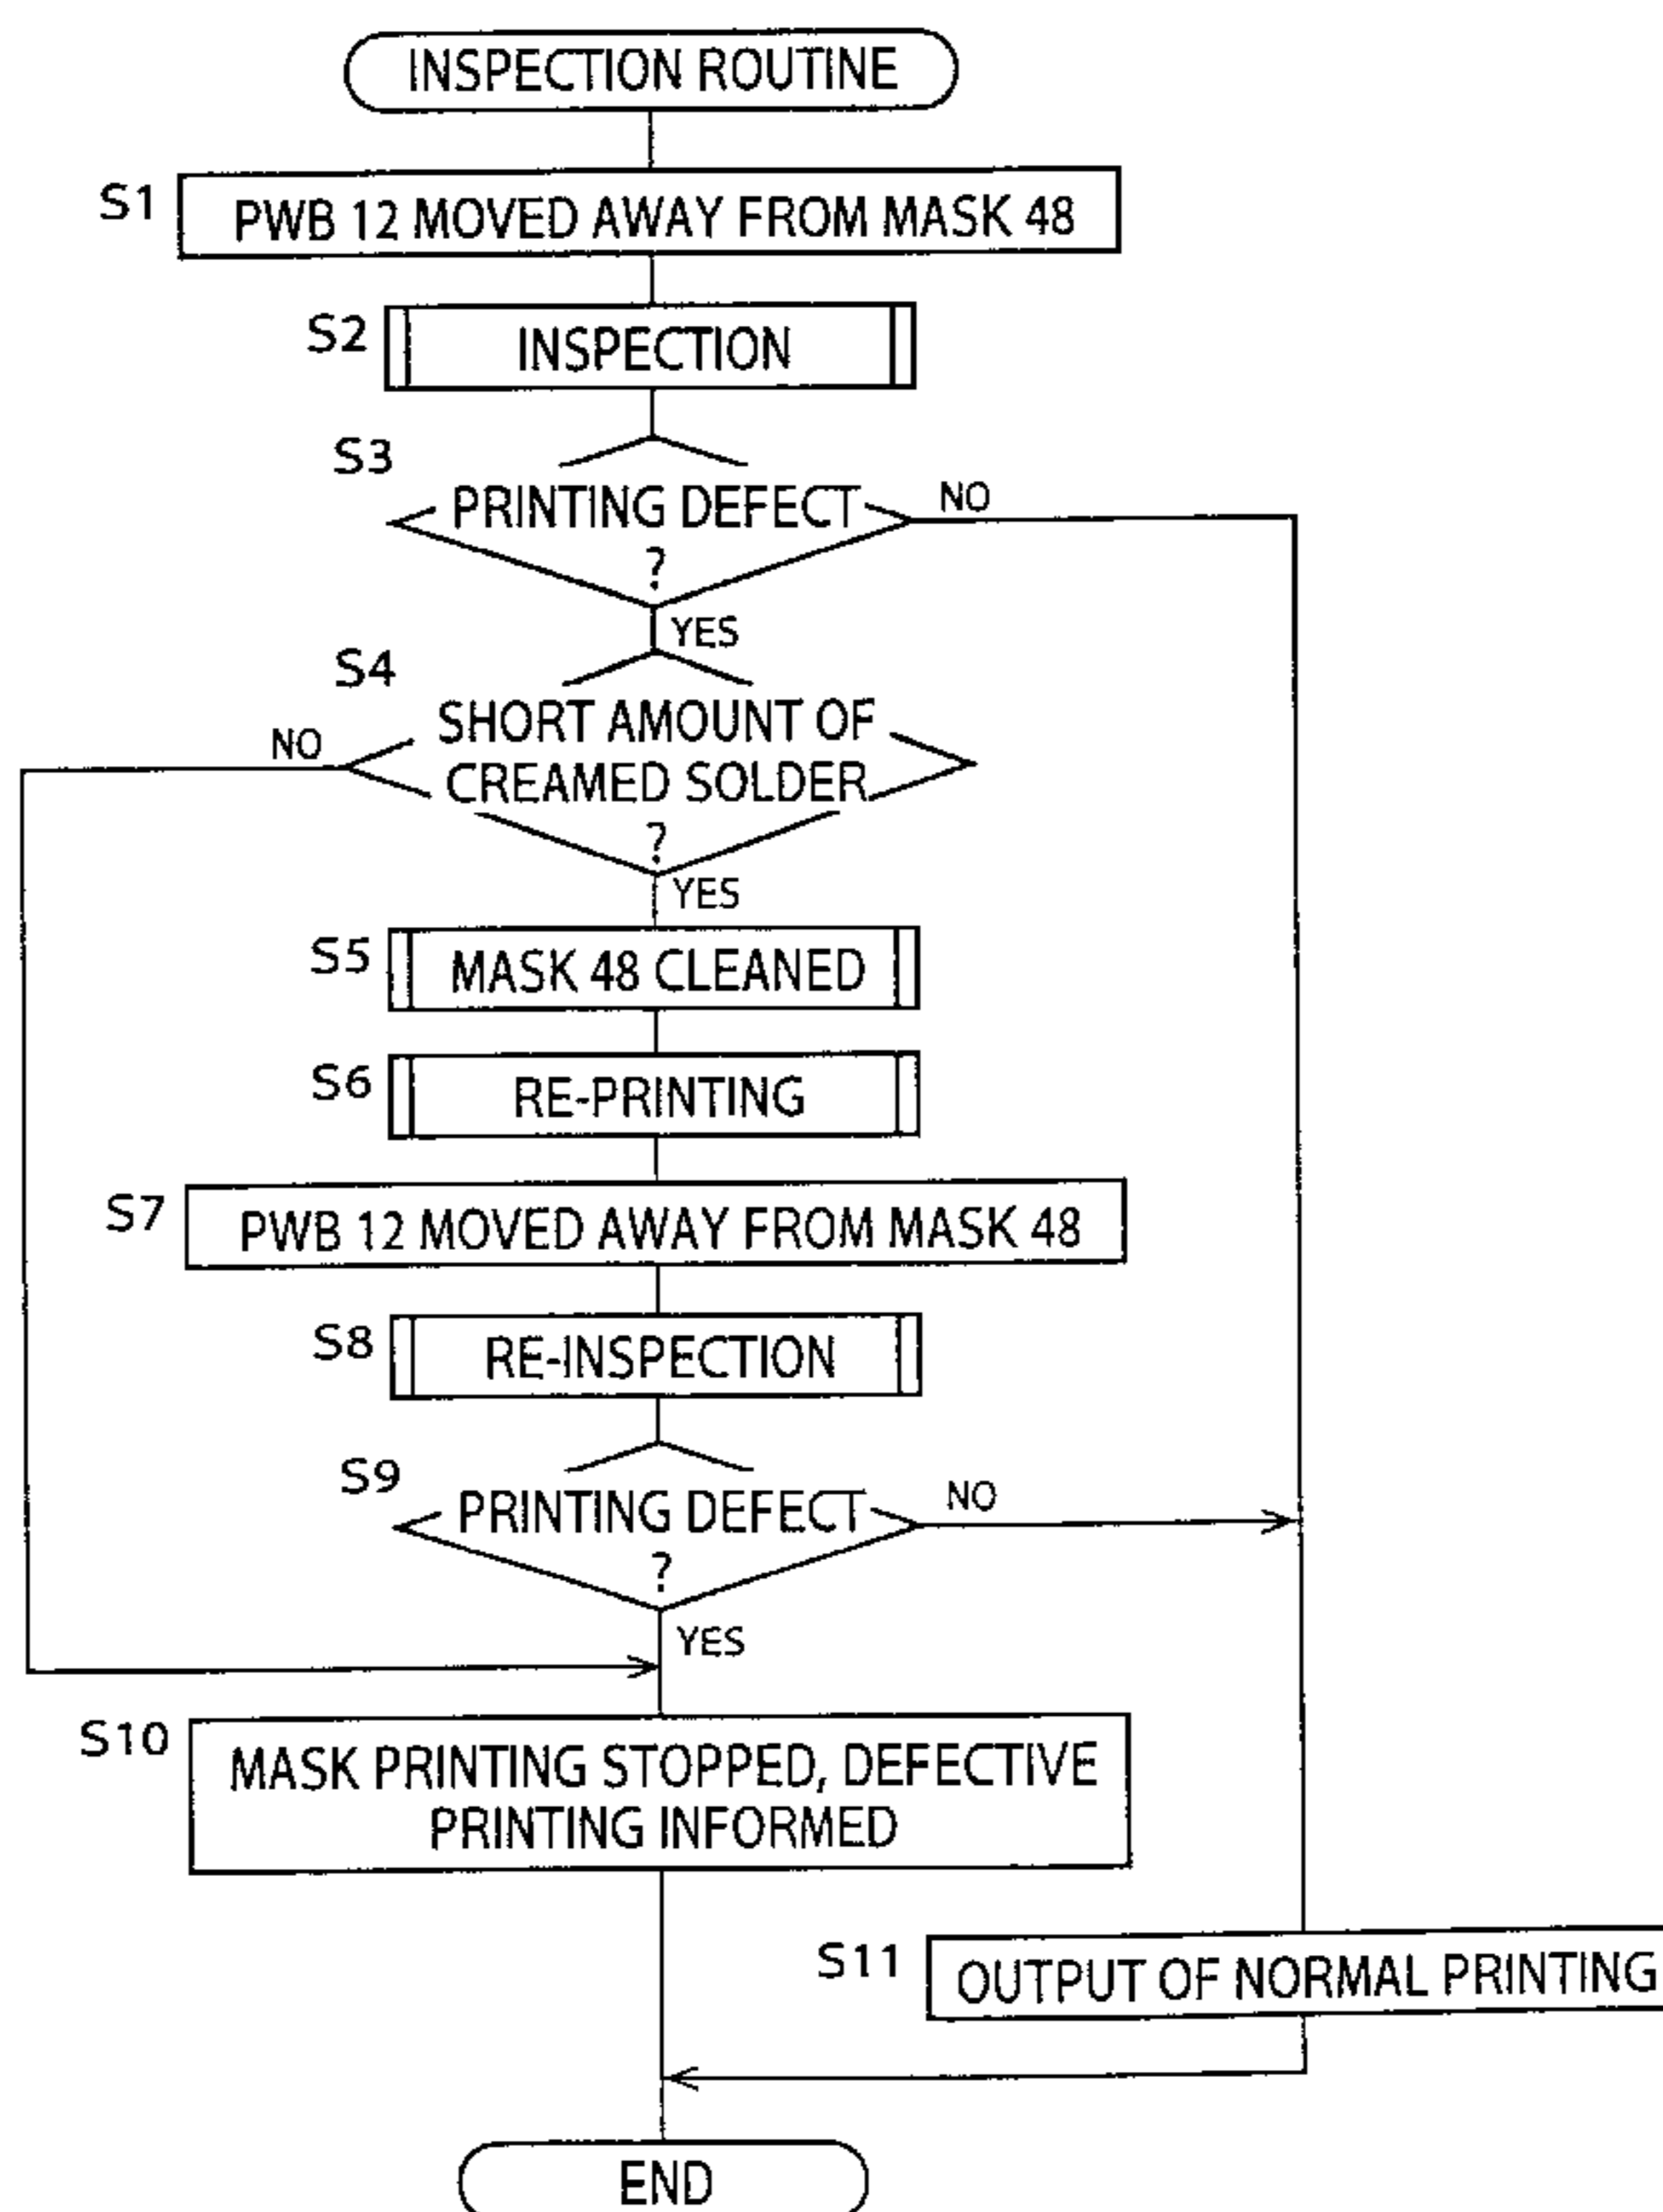 INSPECTION ROUTINE
S1
PWB 12 MOVED AWAY FROM MASK 48
S2
INSPECTION
S3
PRINTING DEFECT
?
NO
YES
S4
SHORT AMOUNT OF
CREAMED SOLDER
?
NO
YES
S5
MASK 48 CLEANED
S6
RE-PRINTING
S7
PWB 12 MOVED AWAY FROM MASK 48
S8
RE-INSPECTION
S9
PRINTING DEFECT
?
NO
YES
S10
MASK PRINTING STOPPED, DEFECTIVE
PRINTING INFORMED
S11
OUTPUT OF NORMAL PRINTING
END